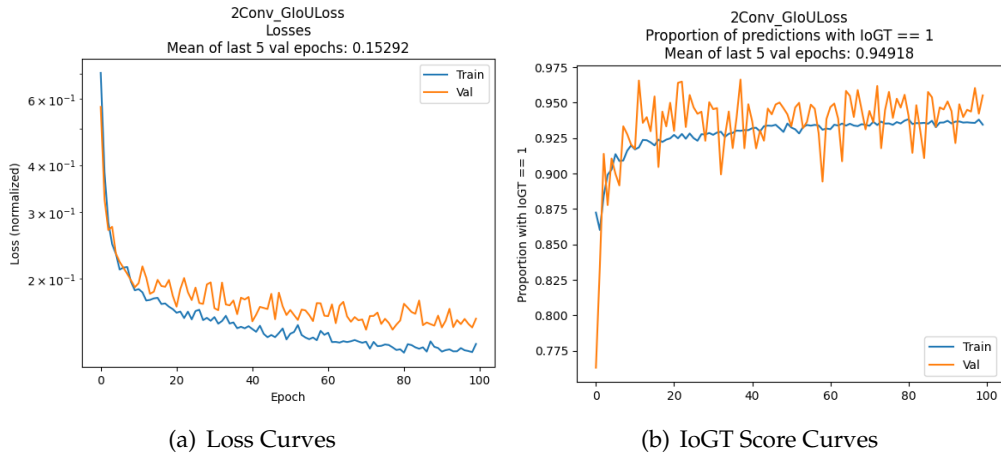 2Conv_GIoULoss
Losses
Mean of last 5 val epochs: 0.15292
Train
Val
6 × 10⁻¹
4 × 10⁻¹
3 × 10⁻¹
2 × 10⁻¹
Loss (normalized)
0 20 40 60 80 100
Epoch
(a) Loss Curves
2Conv_GIoULoss
Proportion of predictions with IoGT == 1
Mean of last 5 val epochs: 0.94918
0.975
0.950
0.925
0.900
0.875
0.850
0.825
0.800
0.775
Proportion with IoGT == 1
Train
Val
0 20 40 60 80 100
(b) IoGT Score Curves